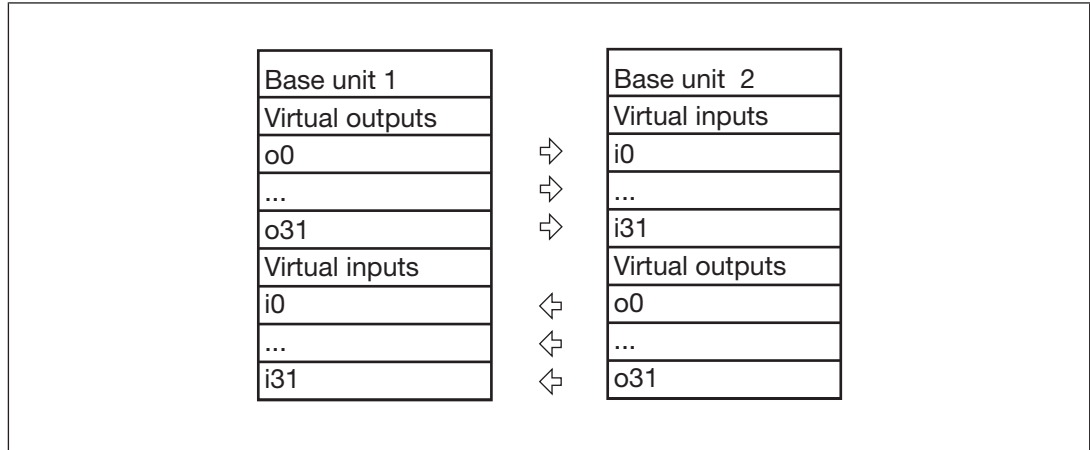 Base unit 1
Virtual outputs
o0
...
o31
Virtual inputs
i0
...
i31
Base unit 2
Virtual inputs
i0
...
i31
Virtual outputs
o0
...
o31